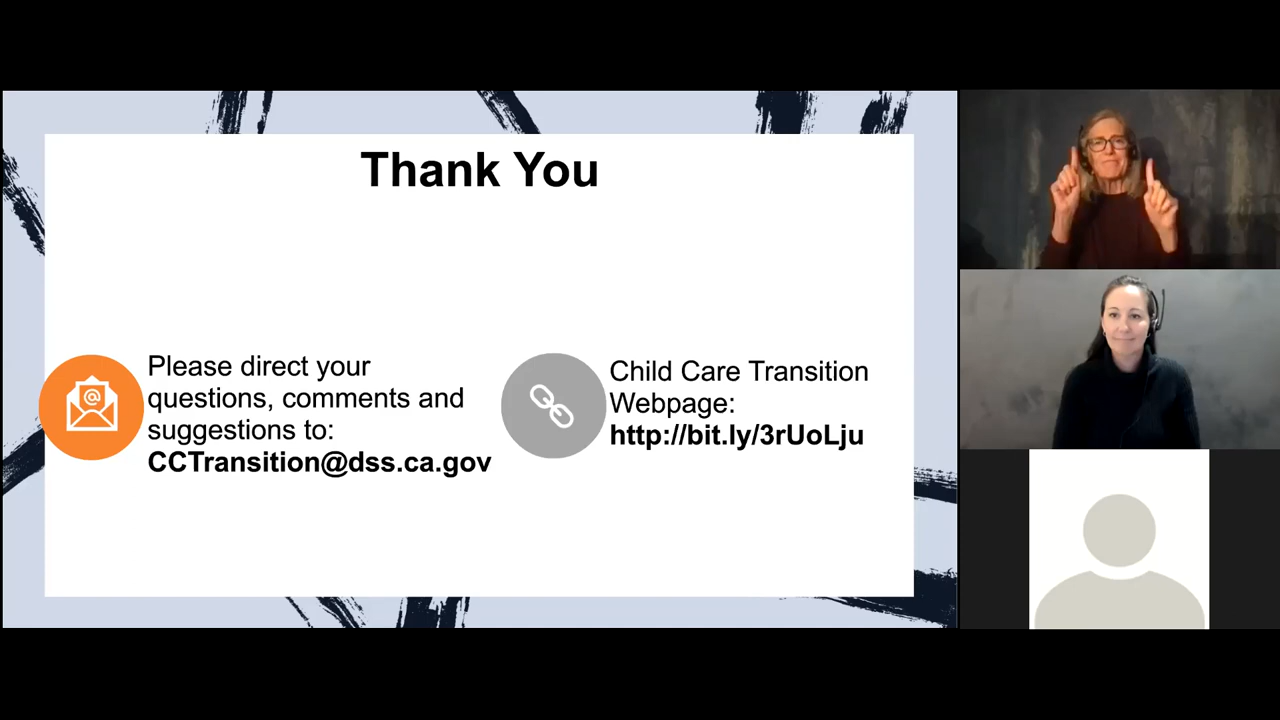 Thank You
Please direct your
questions, comments and
suggestions to:
CCTransition@dss.ca.gov
Child Care Transition
Webpage:
http://bit.ly/3rUoLju